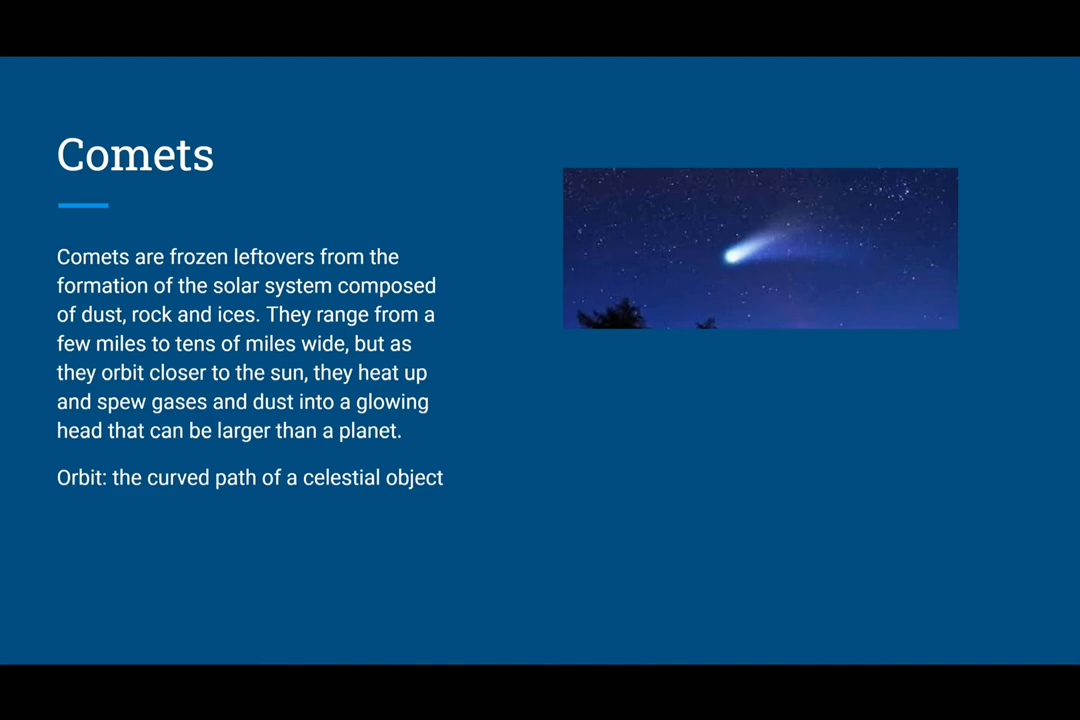 Comets
Comets are frozen leftovers from the
formation of the solar system composed
of dust, rock and ices. They range from a
few miles to tens of miles wide, but as
they orbit closer to the sun, they heat up
and spew gases and dust into a glowing
head that can be larger than a planet.
Orbit: the curved path of a celestial object